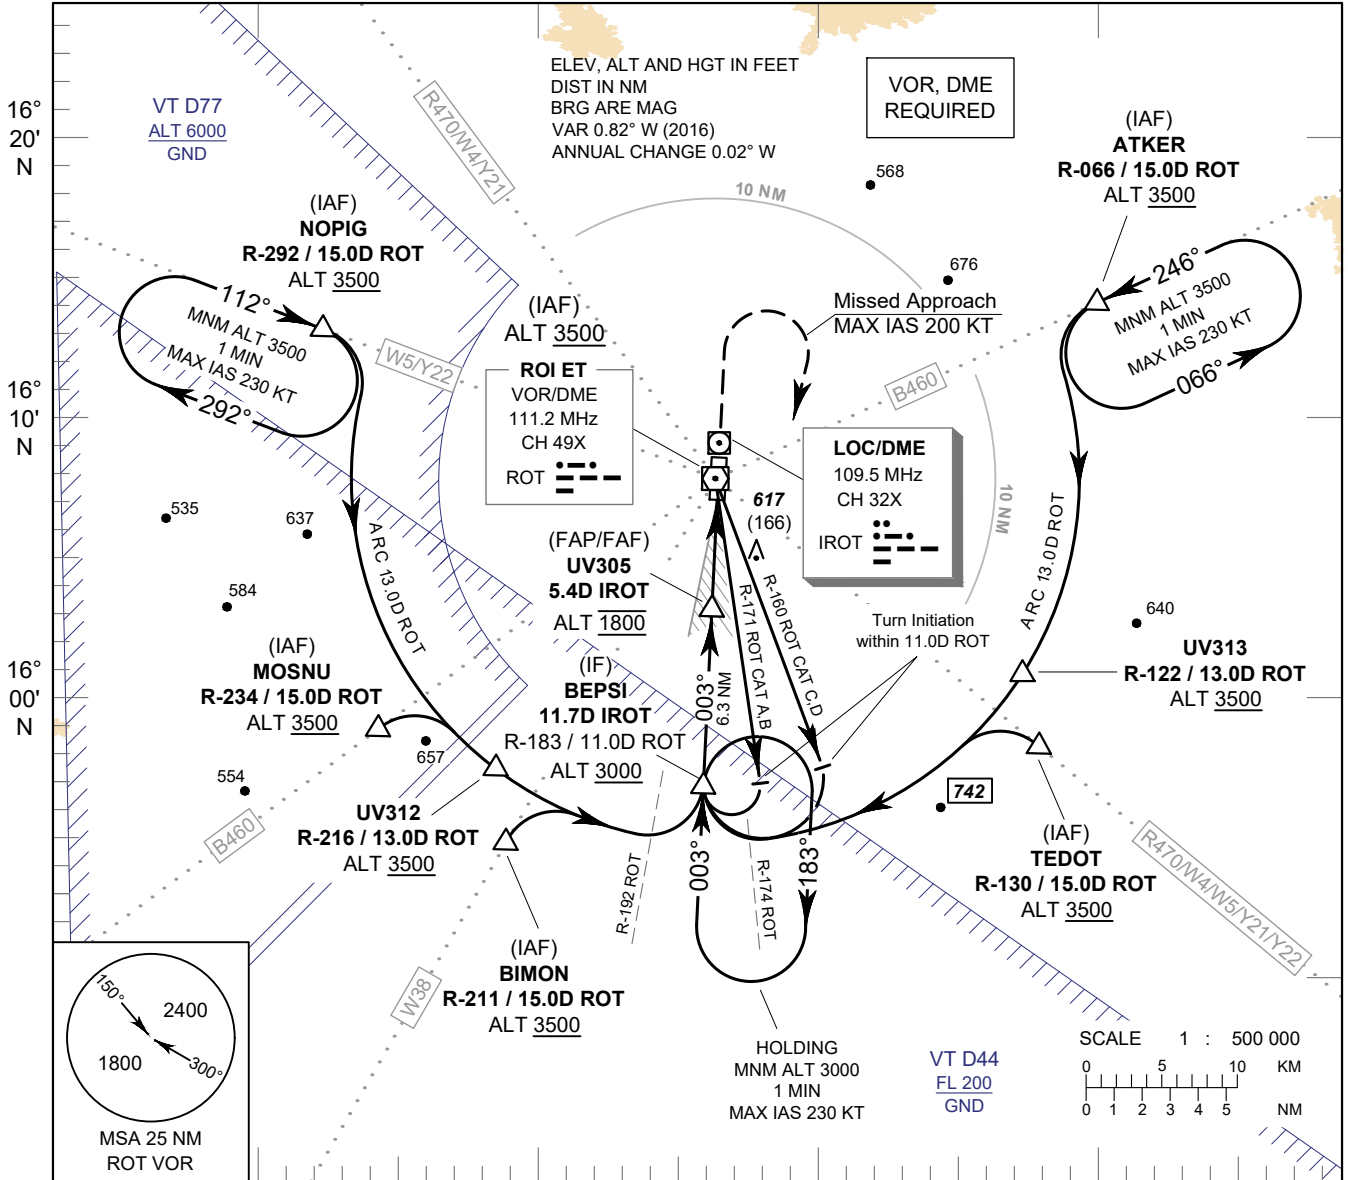 ELEV, ALT AND HGT IN FEET
DIST IN NM
BRG ARE MAG
VAR 0.82° W (2016)
ANNUAL CHANGE 0.02° W
VOR, DME
REQUIRED
16°
20'
N
VT D77
ALT 6000
GND
R470/W4/Y21
(IAF)
ATKER
R-066 / 15.0D ROT
ALT 3500
568
10 NM
(IAF)
NOPIG
R-292 / 15.0D ROT
ALT 3500
676
112°
MNM ALT 3500
1 MIN
MAX IAS 230 KT
292°
246°
MNM ALT 3500
1 MIN
MAX IAS 230 KT
066°
(IAF)
ALT 3500
Missed Approach
MAX IAS 200 KT
W5/Y22
B460
16°
10'
N
ROI ET
VOR/DME
111.2 MHz
CH 49X
ROT
LOC/DME
109.5 MHz
CH 32X
IROT
10 NM
617
(166)
535
637
584
ARC 13.0D ROT
ARC 13.0D ROT
(FAP/FAF)
UV305
5.4D IROT
ALT 1800
R-171 ROT CAT A,B
R-160 ROT CAT C,D
Turn Initiation
within 11.0D ROT
640
16°
00'
N
(IAF)
MOSNU
R-234 / 15.0D ROT
ALT 3500
(IF)
BEPSI
11.7D IROT
R-183 / 11.0D ROT
ALT 3000
003°
6.3 NM
UV313
R-122 / 13.0D ROT
ALT 3500
657
554
742
UV312
R-216 / 13.0D ROT
ALT 3500
B460
R-192 ROT
003°
R-174 ROT
183°
(IAF)
TEDOT
R-130 / 15.0D ROT
ALT 3500
R470/W4/W5/Y21/Y22
(IAF)
BIMON
R-211 / 15.0D ROT
ALT 3500
W38
150°
2400
1800
300°
MSA 25 NM
ROT VOR
HOLDING
MNM ALT 3000
1 MIN
MAX IAS 230 KT
VT D44
FL 200
GND
SCALE 1 : 500 000
0 5 10 KM
0 1 2 3 4 5 NM